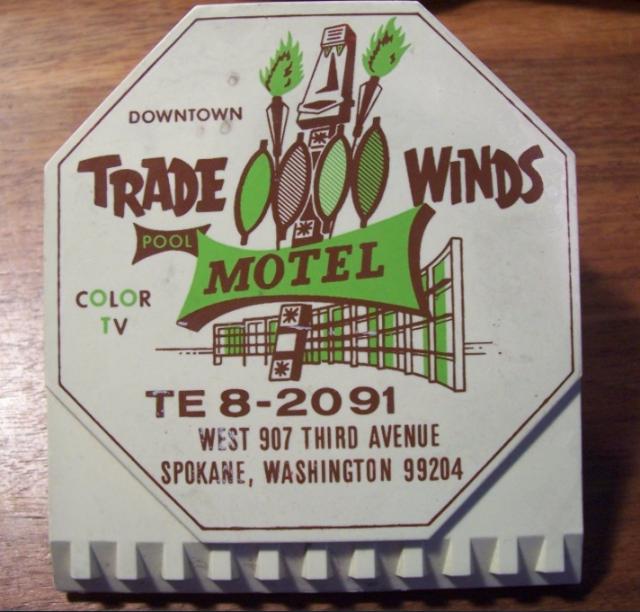 DOWNTOWN
TRADE WINDS
POOL
MOTEL
COLOR
TV
TE 8-2091
WEST 907 THIRD AVENUE
SPOKANE, WASHINGTON 99204